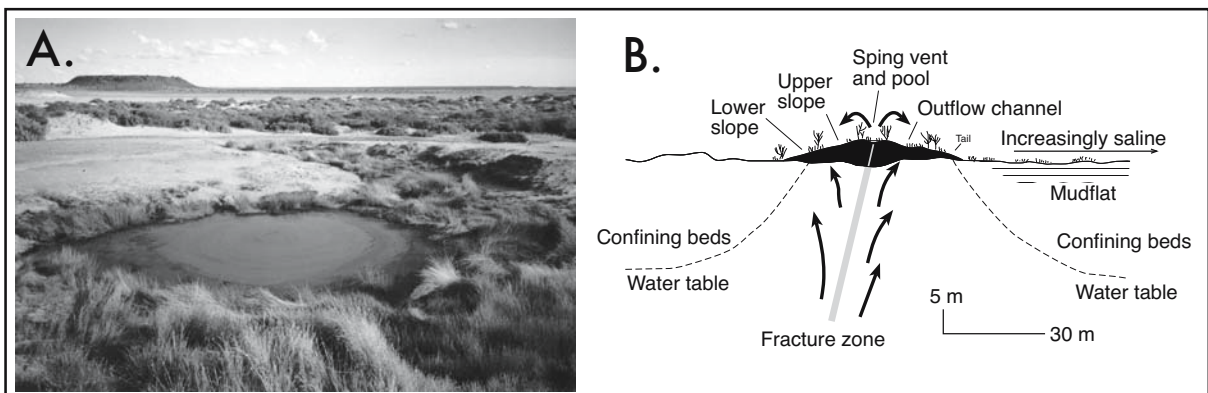 A.
B.
Sping vent
and pool
Upper
slope
Lower
slope
Outflow channel
Tail
Increasingly saline
Mudflat
Confining beds
Water table
Confining beds
Water table
5 m
30 m
Fracture zone